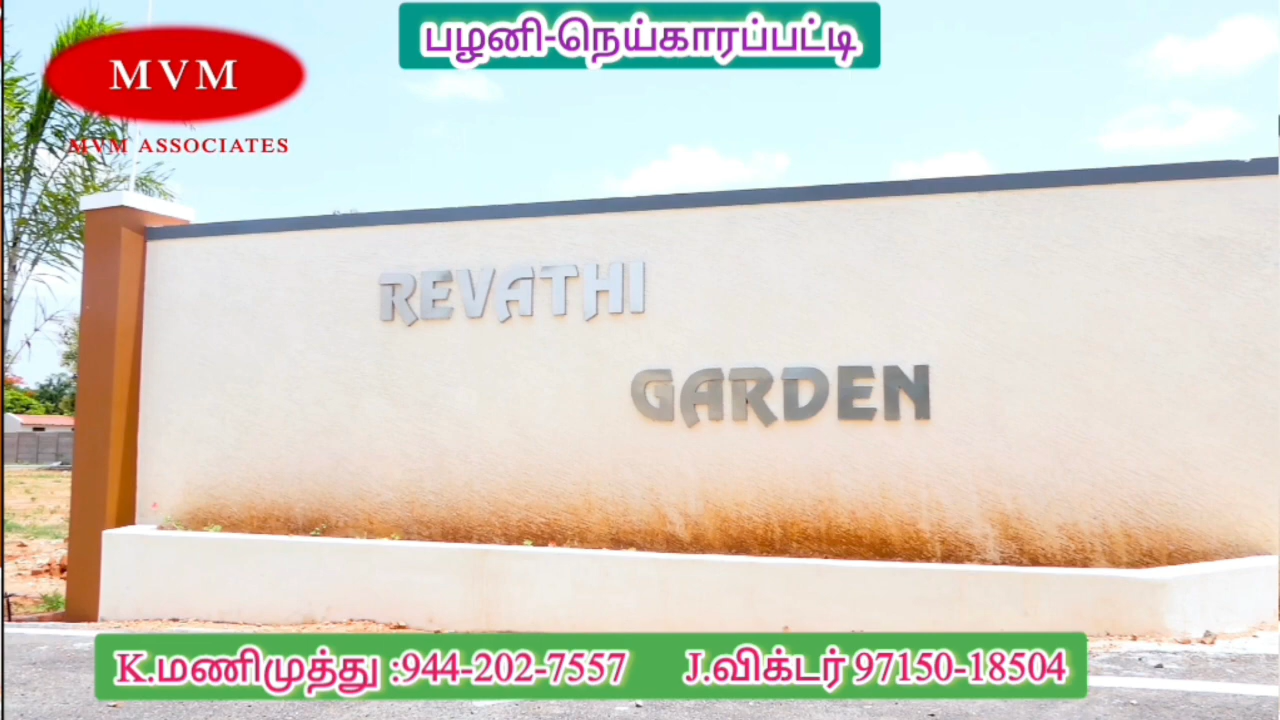 பழனி-நெய்காரப்பட்டி
MVM
MVM ASSOCIATES
REVATHI
GARDEN
K.மணிமுத்து :944-202-7557 J.விக்டர் 97150-18504